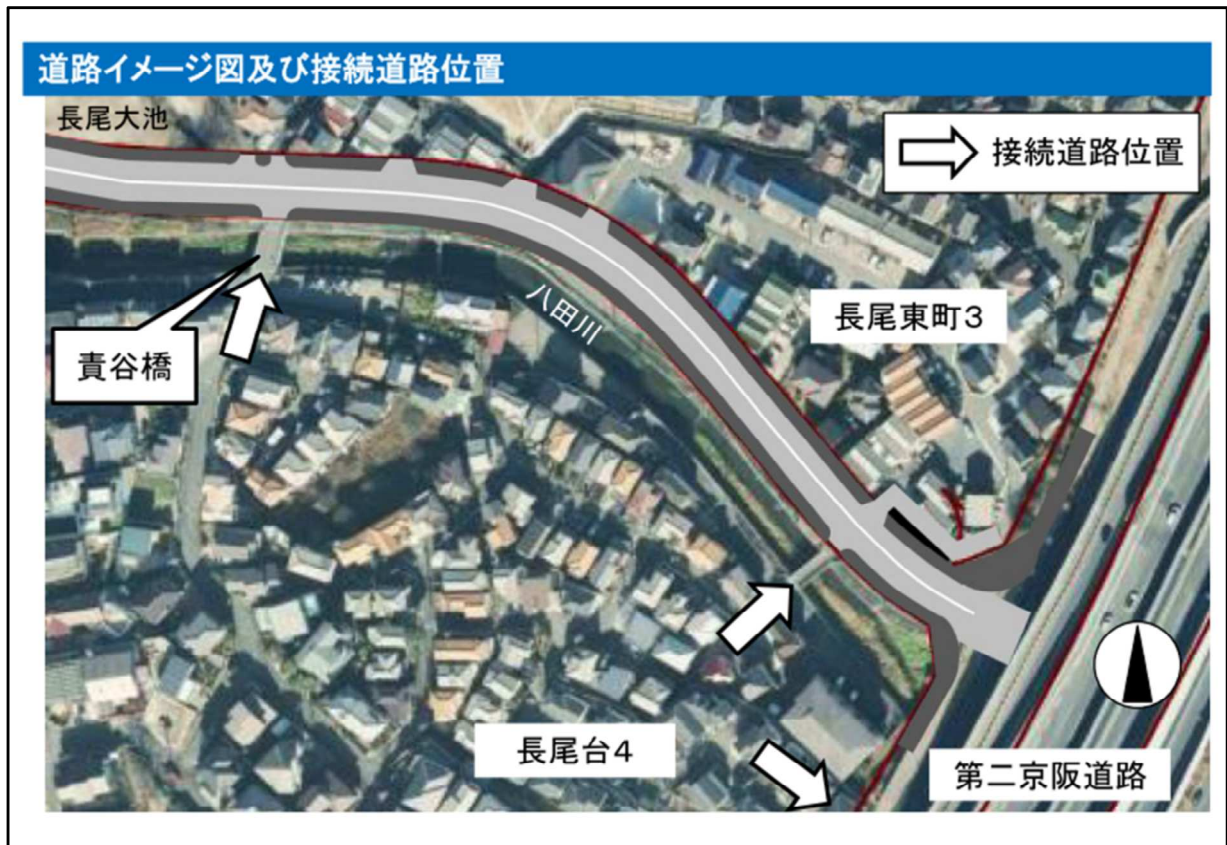 道路イメージ図及び接続道路位置
長尾大池
接続道路位置
八田川
長尾東町3
責谷橋
長尾台4
第二京阪道路